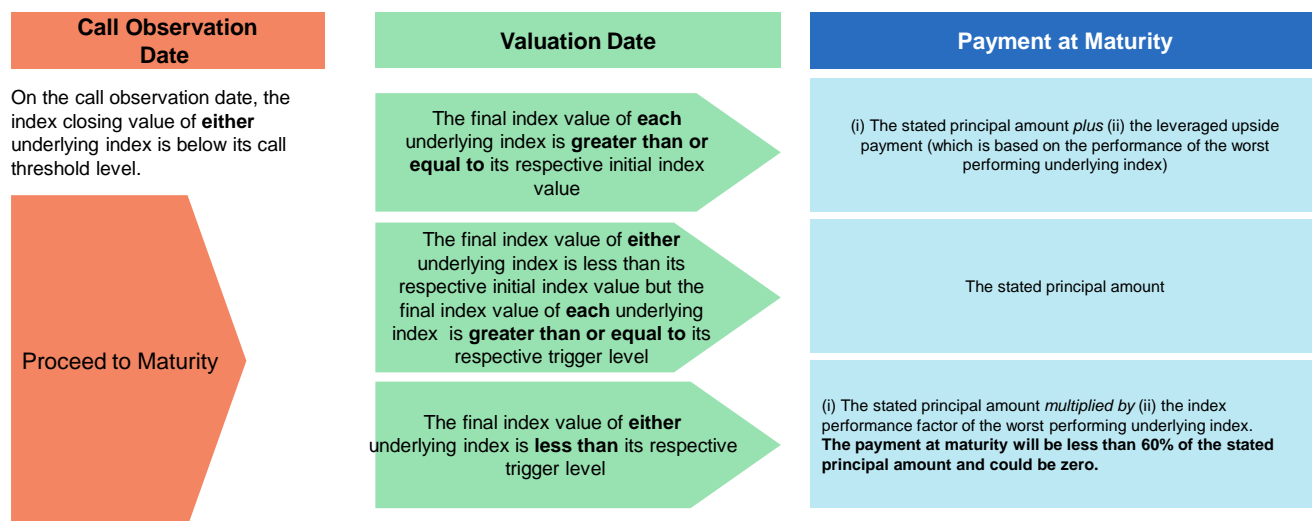 Call Observation
Date
On the call observation date, the
index closing value of either
underlying index is below its call
threshold level.
Proceed to Maturity
Valuation Date
The final index value of each
underlying index is greater than or
equal to its respective initial index
value
The final index value of either
underlying index is less than its
respective initial index value but the
final index value of each underlying
index is greater than or equal to its
respective trigger level
The final index value of either
underlying index is less than its respective
trigger level
Payment at Maturity
(i) The stated principal amount plus (ii) the leveraged upside
payment (which is based on the performance of the worst
performing underlying index)
The stated principal amount
(i) The stated principal amount multiplied by (ii) the index
performance factor of the worst performing underlying index.
The payment at maturity will be less than 60% of the stated
principal amount and could be zero.